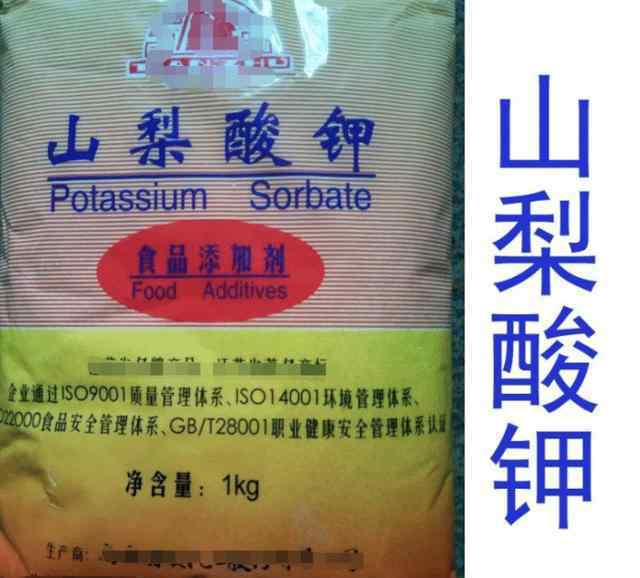 山梨酸钾
Potassium Sorbate
食品添加剂
Food Additives
企业通过ISO9001质量管理体系、ISO14001环境管理体系、
22000食品安全管理体系、GB/T28001职业健康安全管理体系认证
净含量：1kg
生产商：
山梨酸钾